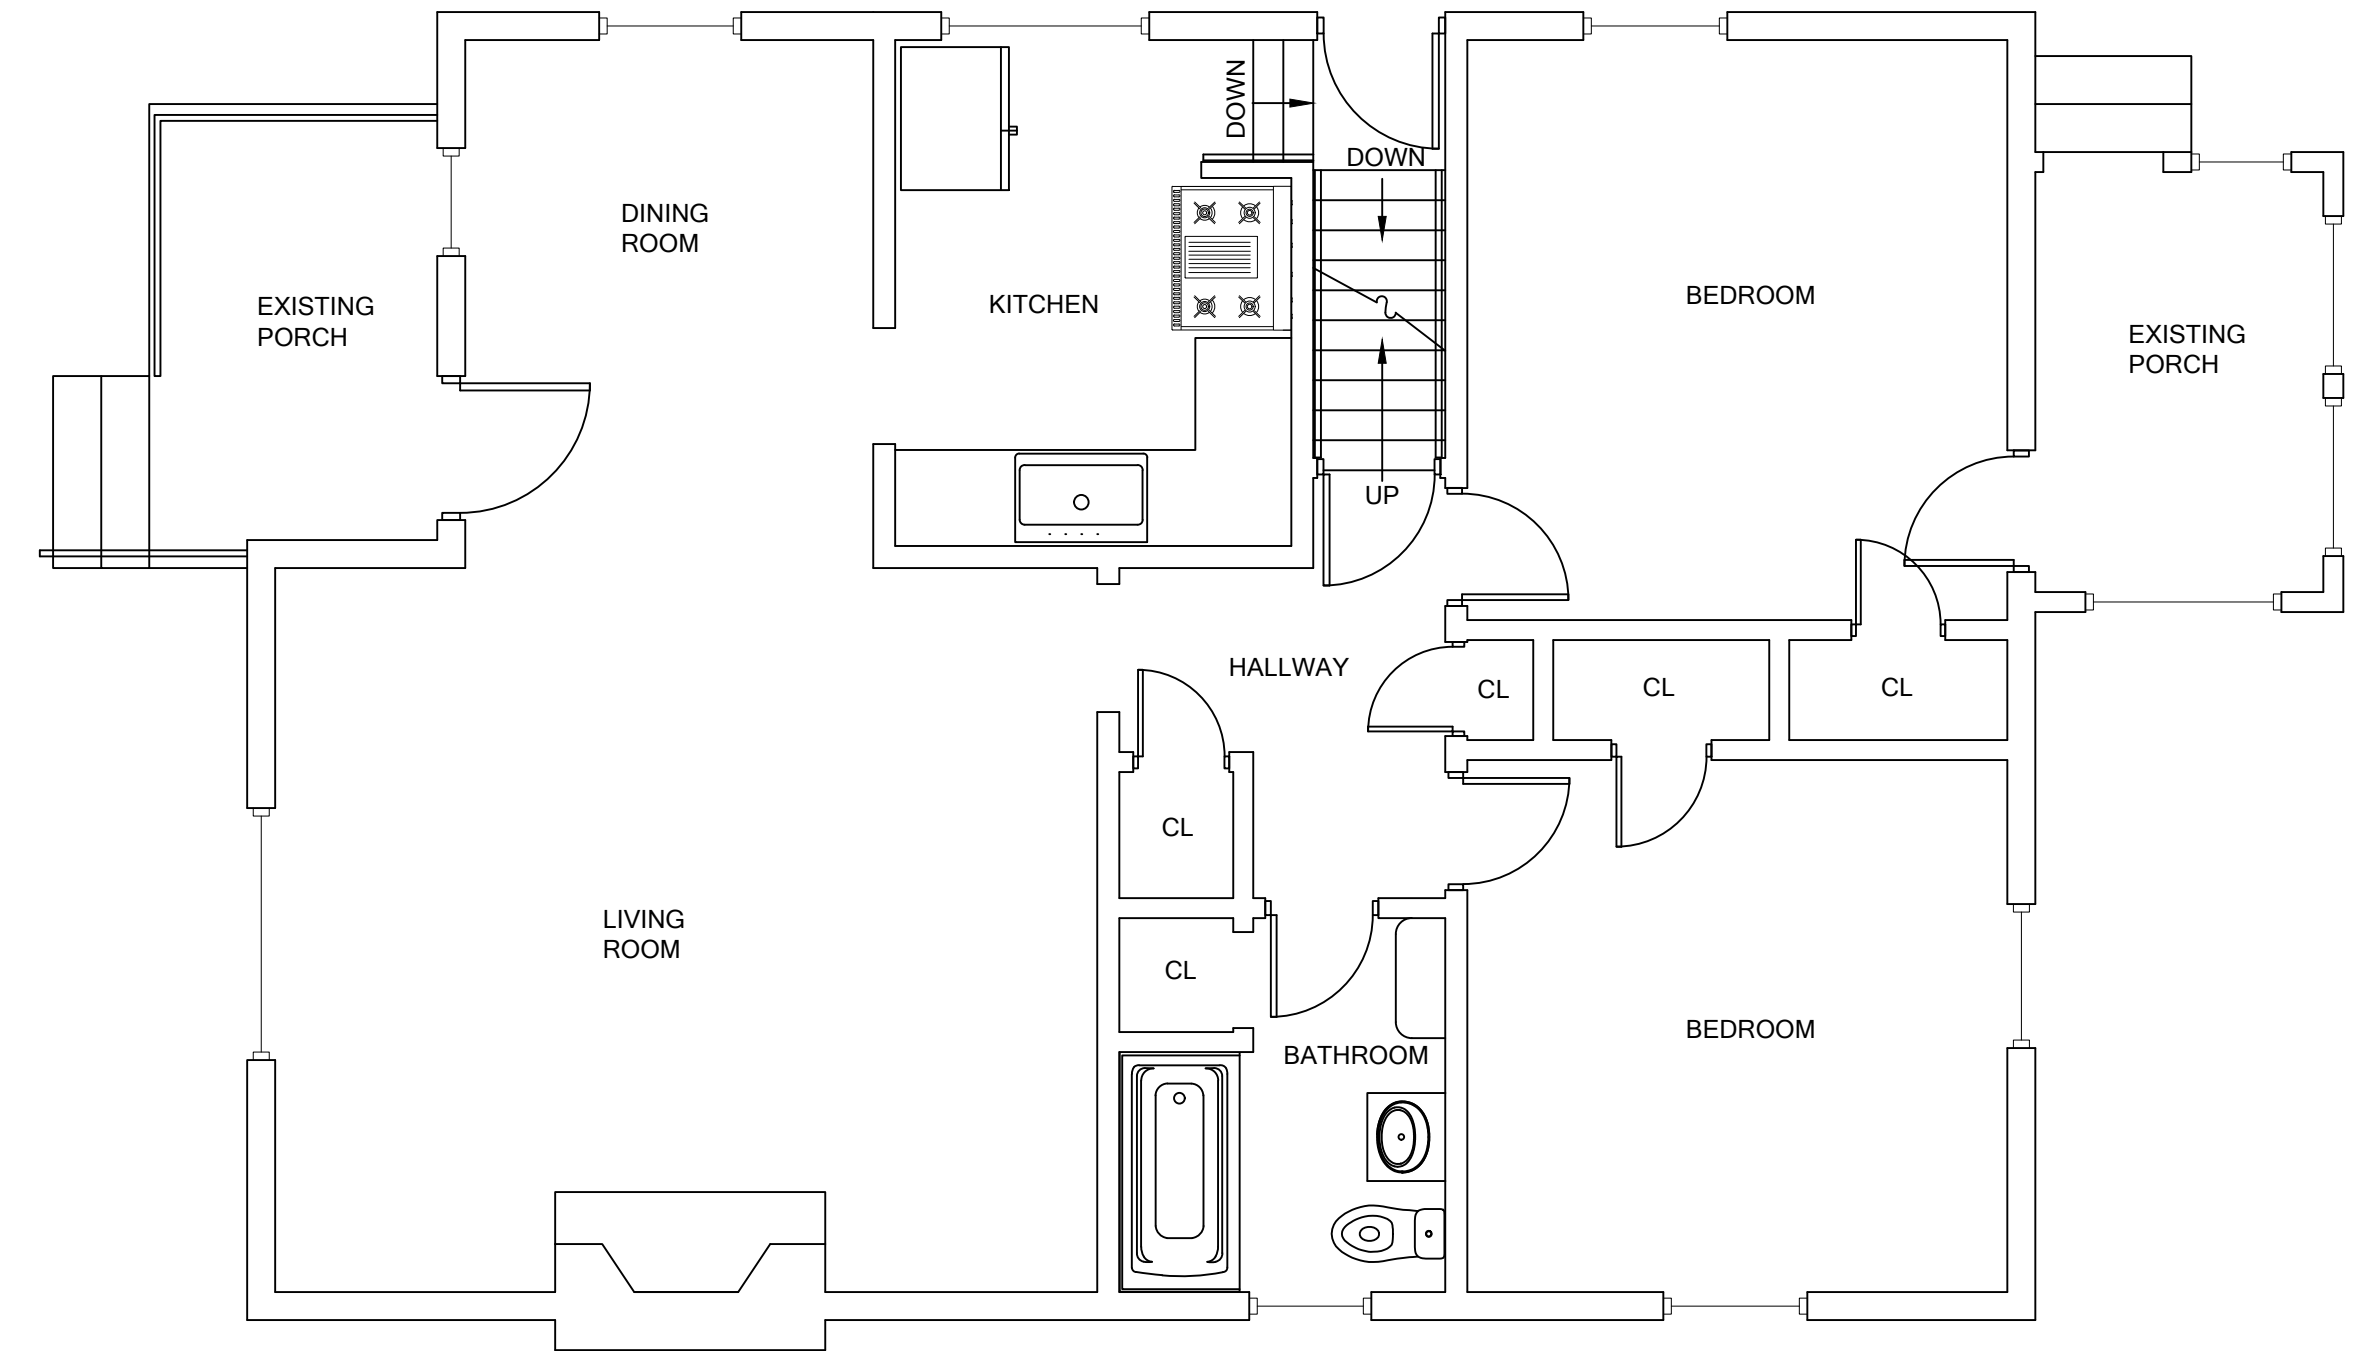 DOWN
DOWN
DINING
ROOM
EXISTING
PORCH
KITCHEN
BEDROOM
EXISTING
PORCH
UP
HALLWAY
CL
CL
CL
CL
LIVING
ROOM
CL
BATHROOM
BEDROOM